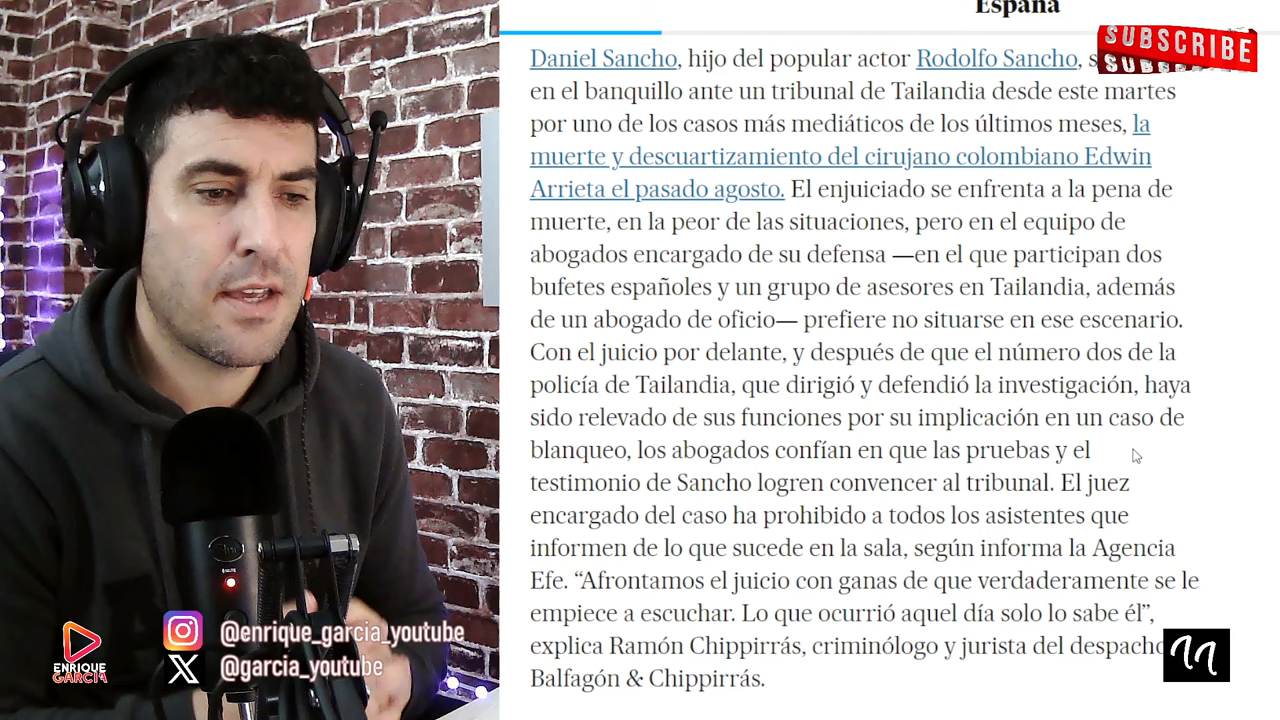 España
SUBSCRIBE
Daniel Sancho, hijo del popular actor Rodolfo Sancho,
en el banquillo ante un tribunal de Tailandia desde este martes
por uno de los casos más mediáticos de los últimos meses, la
muerte y descuartizamiento del cirujano colombiano Edwin
Arrieta el pasado agosto. El enjuiciado se enfrenta a la pena de
muerte, en la peor de las situaciones, pero en el equipo de
abogados encargado de su defensa —en el que participan dos
bufetes españoles y un grupo de asesores en Tailandia, además
de un abogado de oficio— prefiere no situarse en ese escenario.
Con el juicio por delante, y después de que el número dos de la
policía de Tailandia, que dirigió y defendió la investigación, haya
sido relevado de sus funciones por su implicación en un caso de
blanqueo, los abogados confían en que las pruebas y el
testimonio de Sancho logren convencer al tribunal. El juez
encargado del caso ha prohibido a todos los asistentes que
informen de lo que sucede en la sala, según informa la Agencia
Efe. “Afrontamos el juicio con ganas de que verdaderamente se le
empiece a escuchar. Lo que ocurrió aquel día solo lo sabe él”,
explica Ramón Chippirrás, criminólogo y jurista del despacho
Balfagón & Chippirrás.
@enrique_garcia_youtube
@garcia_youtube
ENRIQUE
GARCIA